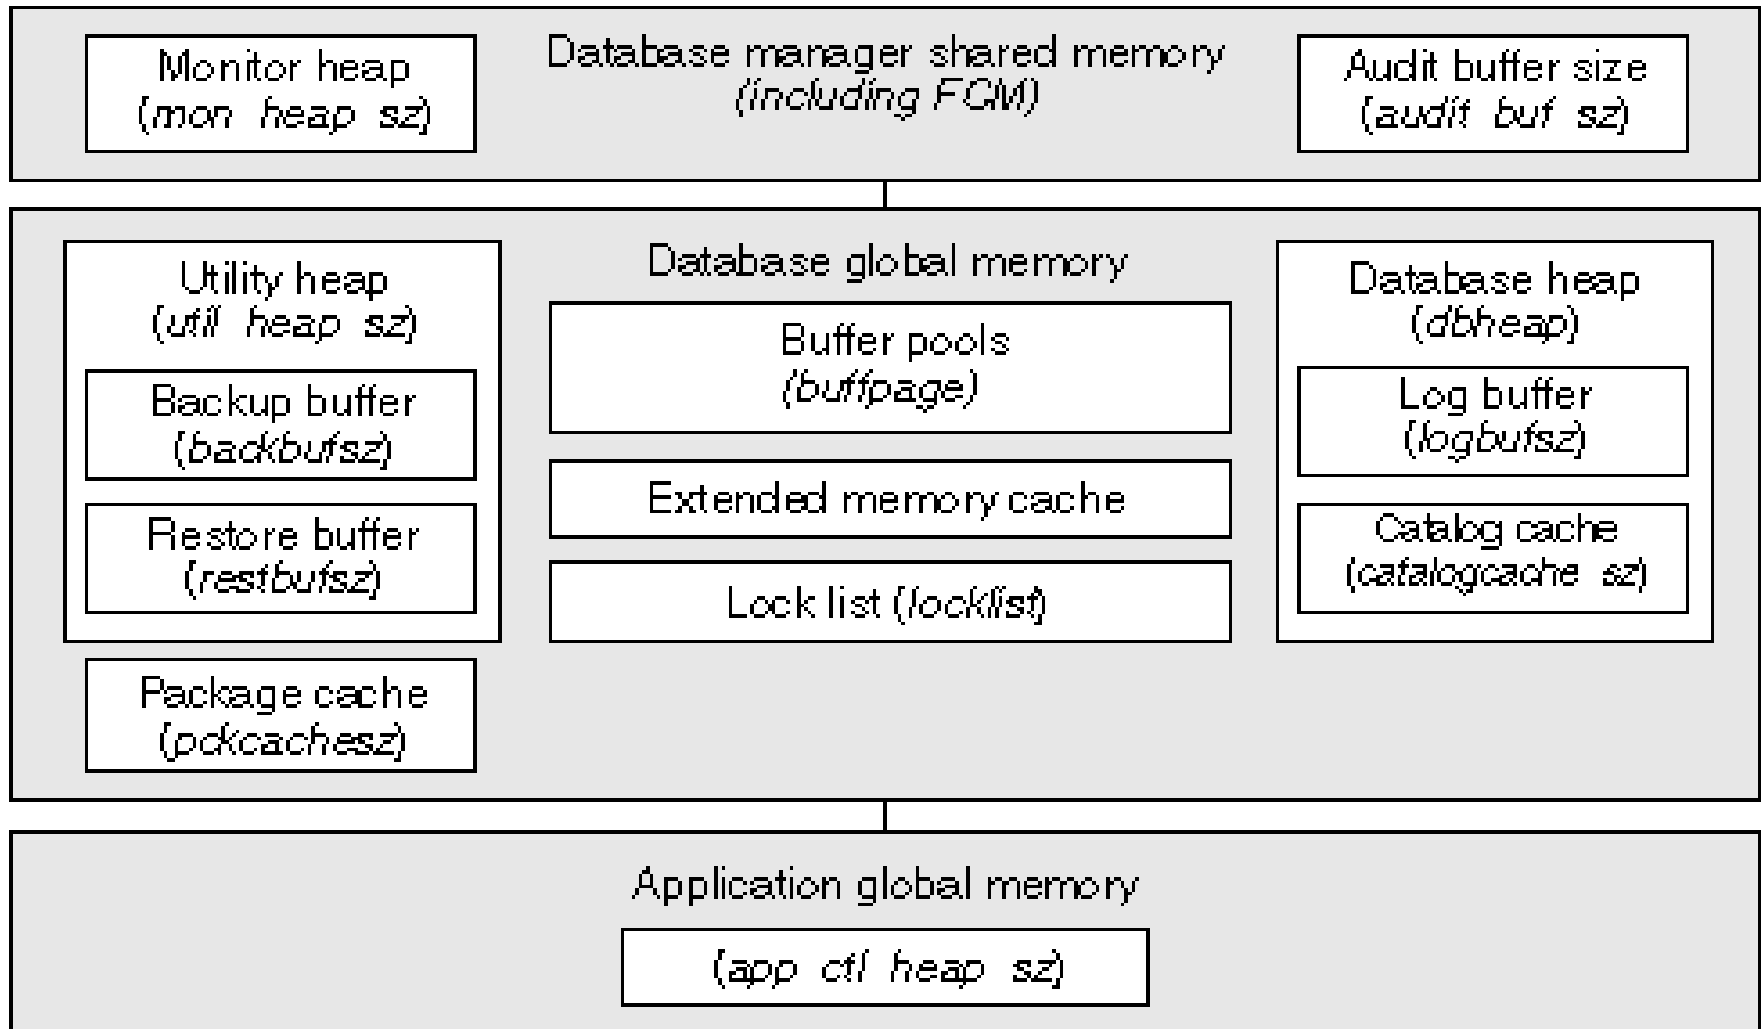 Monitor heap
(mon_heap_sz)
Database manager shared memory
(including FCM)
Audit buffer size
(audit_buf_sz)
Utility heap
(util_heap_sz)
Backup buffer
(backbufsz)
Restore buffer
(restbufsz)
Package cache
(pckcachesz)
Database global memory
Buffer pools
(buffpage)
Extended memory cache
Lock list (locklist)
Database heap
(dbheap)
Log buffer
(logbufsz)
Catalog cache
(catalogcache_sz)
Application global memory
(app_ctl_heap_sz)